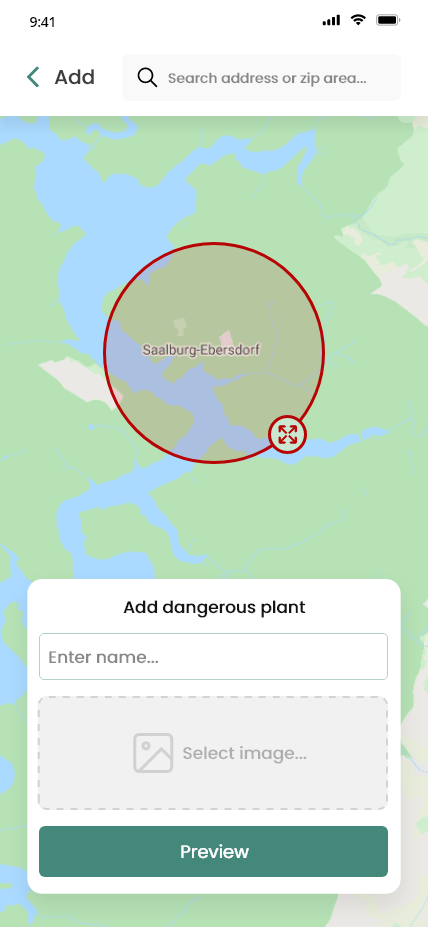 9:41
Add
Search address or zip area...
Saalburg-Ebersdorf
Add dangerous plant
Enter name...
Select image...
Preview